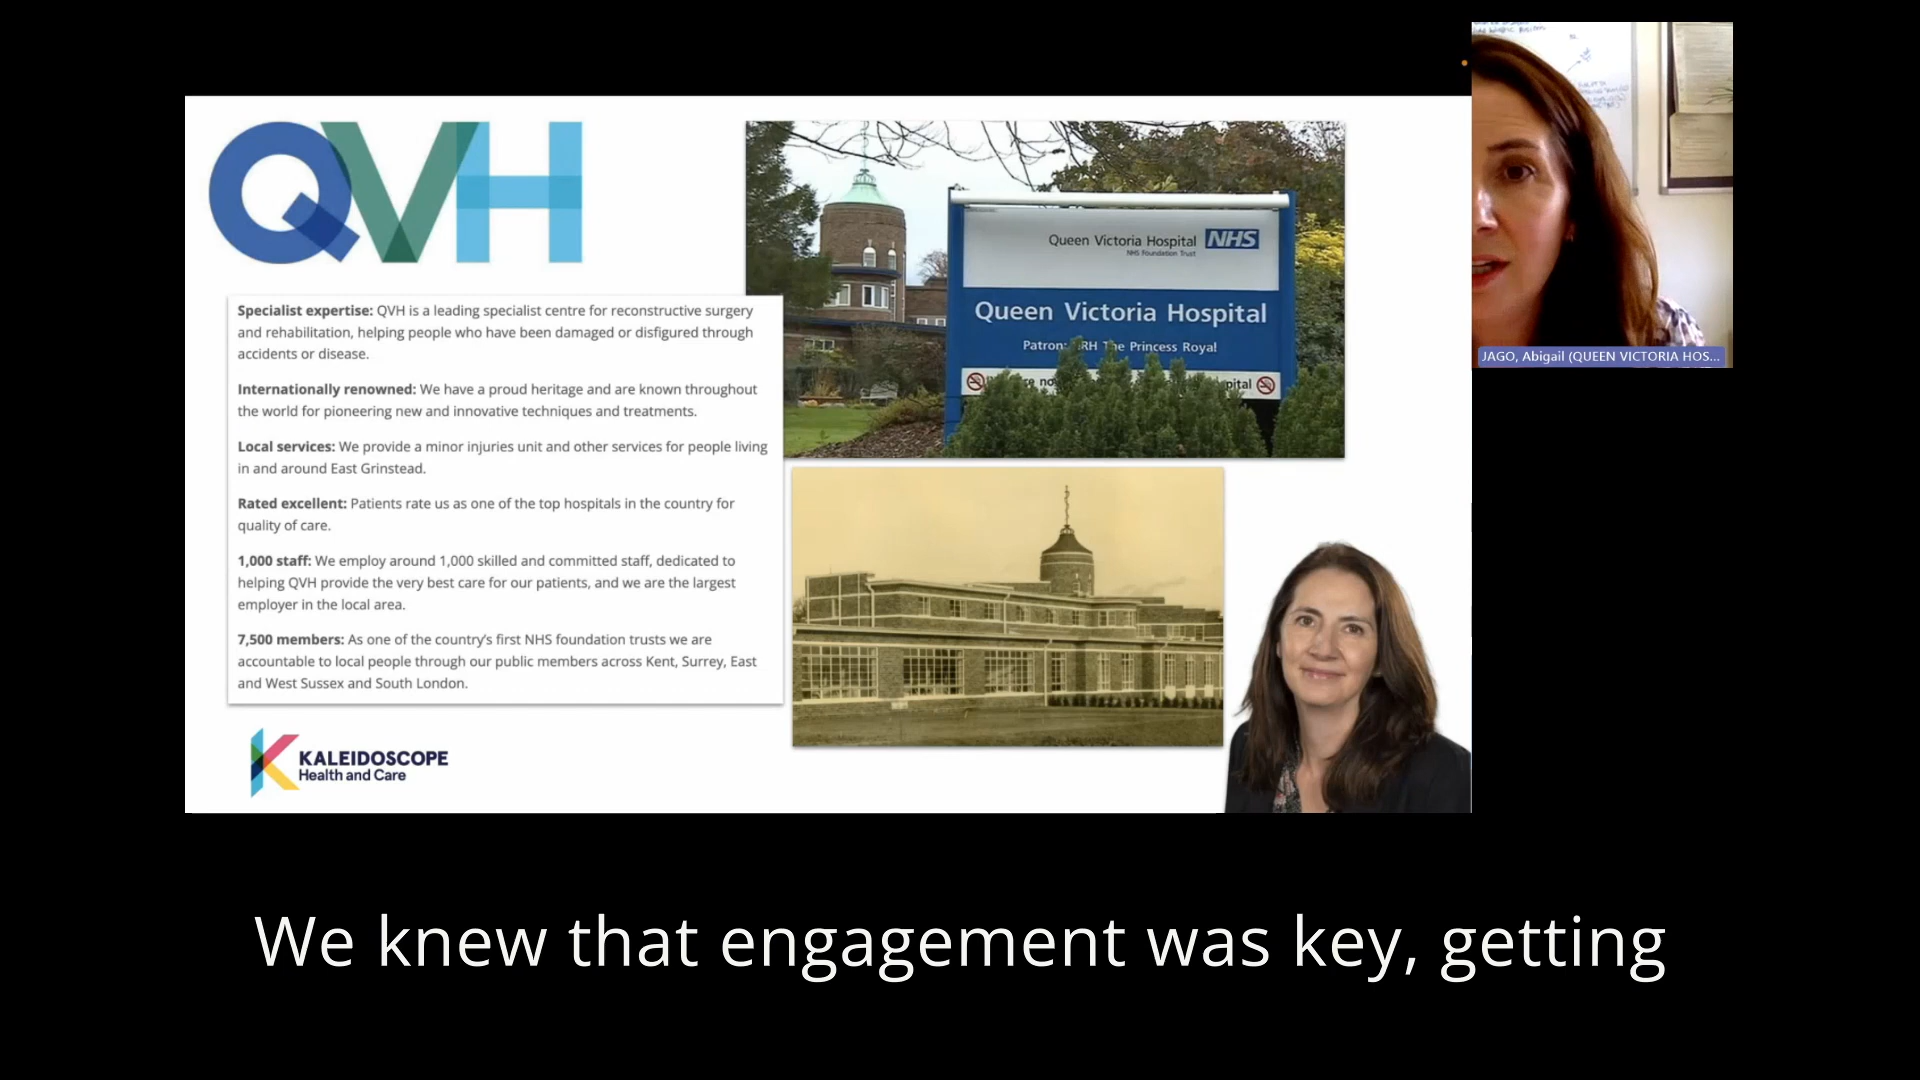 QVH
Specialist expertise: QVH is a leading specialist centre for reconstructive surgery
and rehabilitation, helping people who have been damaged or disfigured through
accidents or disease.
Internationally renowned: We have a proud heritage and are known throughout
the world for pioneering new and innovative techniques and treatments.
Local services: We provide a minor injuries unit and other services for people living
in and around East Grinstead.
Rated excellent: Patients rate us as one of the top hospitals in the country for
quality of care.
1,000 staff: We employ around 1,000 skilled and committed staff, dedicated to
helping QVH provide the very best care for our patients, and we are the largest
employer in the local area.
7,500 members: As one of the country's first NHS foundation trusts we are
accountable to local people through our public members across Kent, Surrey, East
and West Sussex and South London.
KALEIDOSCOPE
Health and Care
Queen Victoria Hospital NHS
NHS Foundation Trust
Queen Victoria Hospital
Patron: HRH The Princess Royal
JAGO, Abigail (QUEEN VICTORIA HOS...
We knew that engagement was key, getting